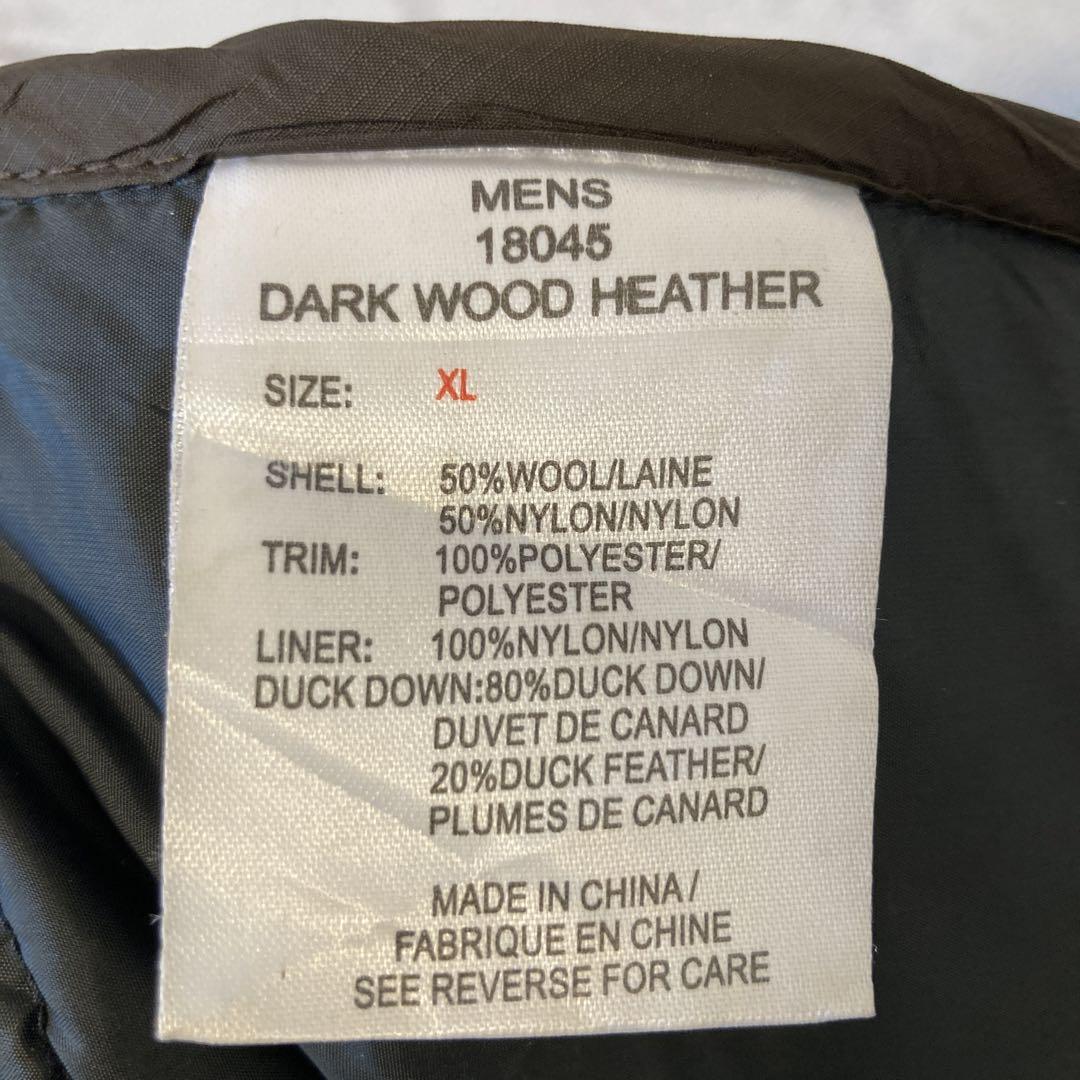 MENS
18045
DARK WOOD HEATHER
SIZE: XL
SHELL: 50%WOOL/LAINE
50%NYLON/NYLON
TRIM: 100%POLYESTER/
POLYESTER
LINER: 100%NYLON/NYLON
DUCK DOWN:80%DUCK DOWN/
DUVET DE CANARD
20%DUCK FEATHER/
PLUMES DE CANARD
MADE IN CHINA/
FABRIQUE EN CHINE
SEE REVERSE FOR CARE